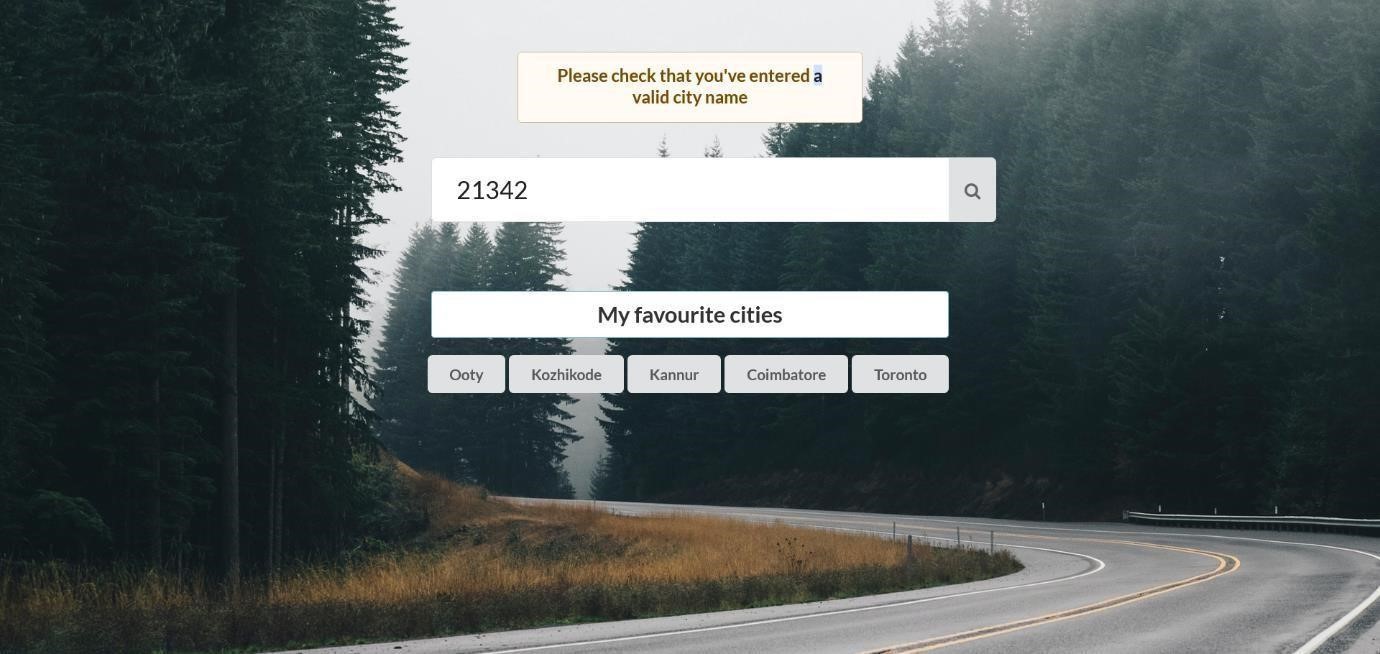 Please check that you've entered a
valid city name
21342
My favourite cities
Ooty Kozhikode Kannur Coimbatore Toronto